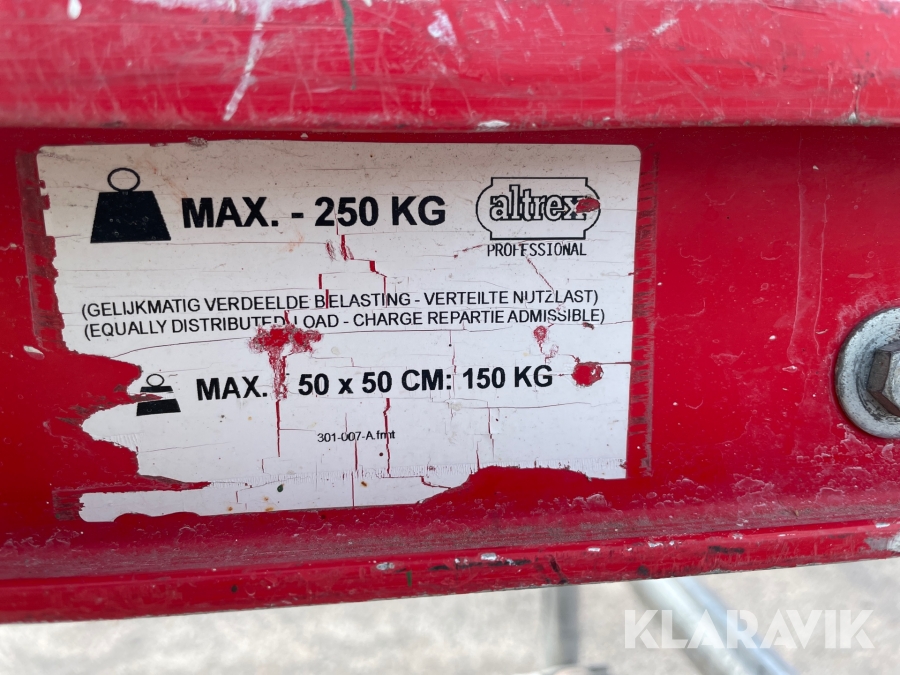 MAX. - 250 KG
altrex
PROFESSIONAL
(GELIJKMATIG VERDEELDE BELASTING - VERTEILTE NUTZLAST)
(EQUALLY DISTRIBUTED LOAD - CHARGE REPARTIE ADMISSIBLE)
MAX. 50 x 50 CM: 150 KG
301-007-A.fmt
KLARAVIK